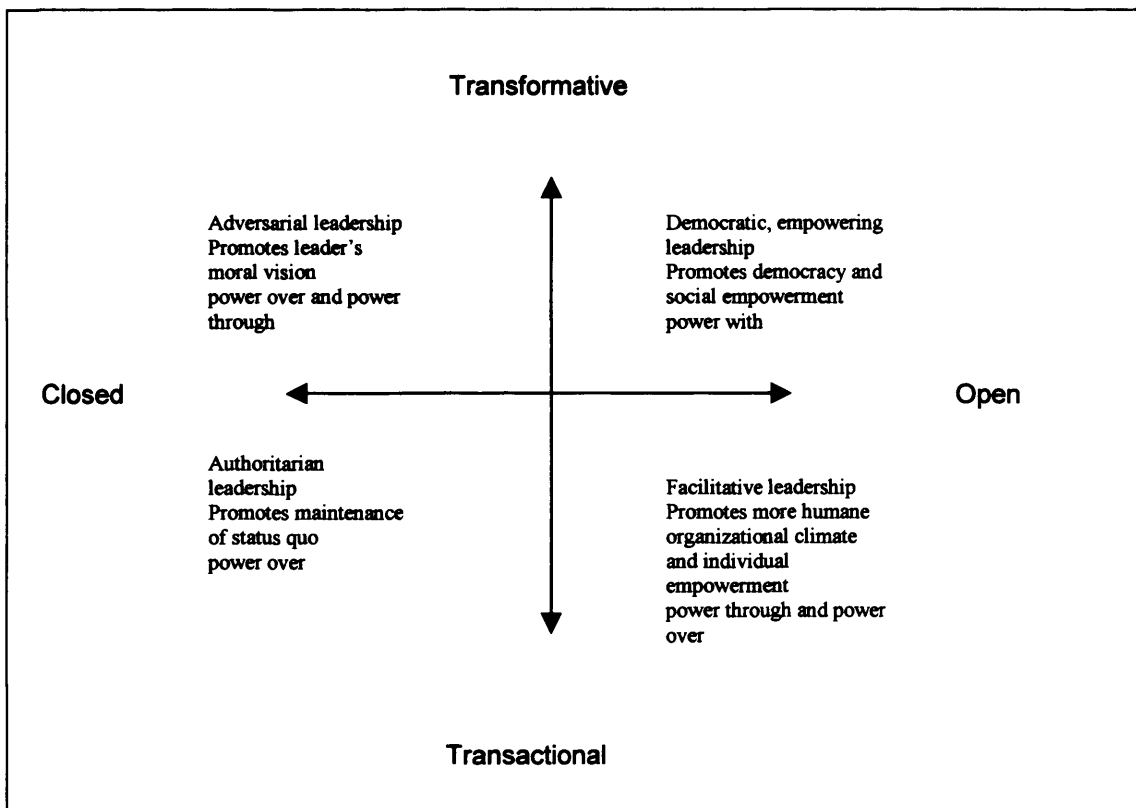 Transformative
Adversarial leadership
Promotes leader's
moral vision
power over and power
through
Democratic, empowering
leadership
Promotes democracy and
social empowerment
power with
Closed
Open
Authoritarian
leadership
Promotes maintenance
of status quo
power over
Facilitative leadership
Promotes more humane
organizational climate
and individual
empowerment
power through and power
over
Transactional